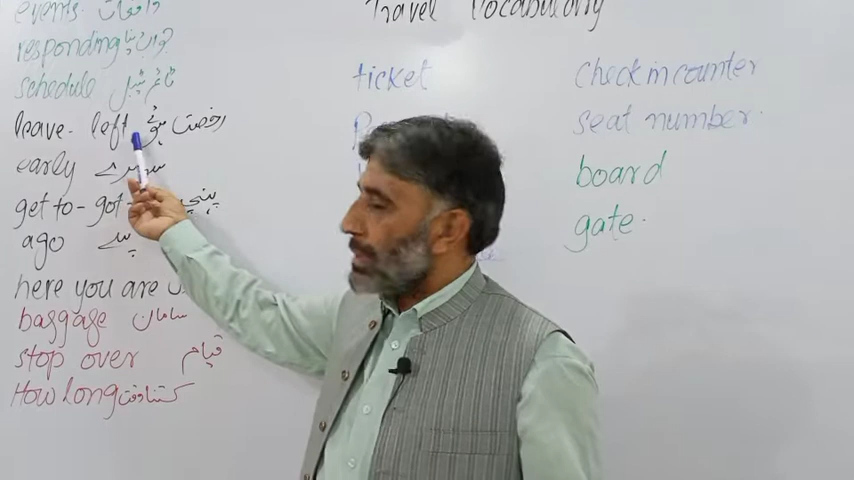 Travel Vocabulary
events واقعات
responding جواب دینا
schedule ٹائم ٹیبل
leave - left رخصت ہوئے
early سویرے
get to - got پہنچے
ago پہلے
here you are
baggage سامان
stop over قیام
How long کتنا وقت
ticket
check in counter
seat number.
board
gate.